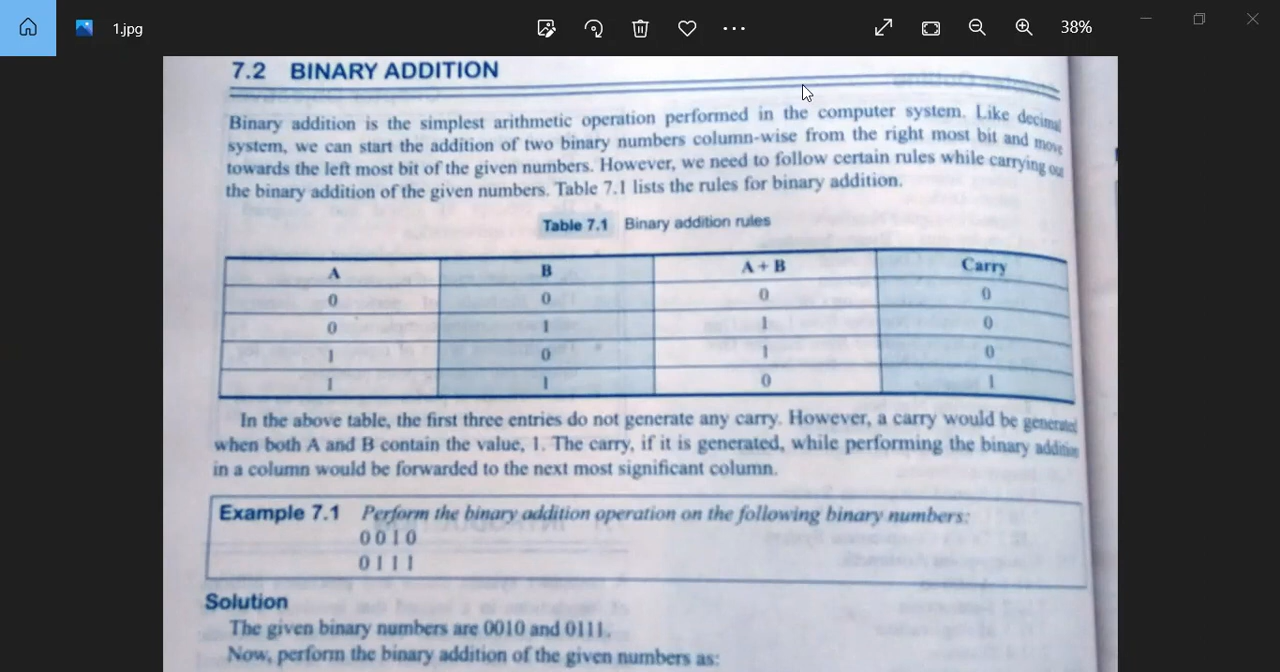 1.jpg
38%
7.2 BINARY ADDITION
Binary addition is the simplest arithmetic operation performed in the computer system. Like decimal
system, we can start the addition of two binary numbers column-wise from the right most bit and move
towards the left most bit of the given numbers. However, we need to follow certain rules while carrying out
the binary addition of the given numbers. Table 7.1 lists the rules for binary addition.
Table 7.1 Binary addition rules
A B A + B Carry
0 0 0 0
0 1 1 0
1 0 1 0
1 1 0 1
In the above table, the first three entries do not generate any carry. However, a carry would be generated
when both A and B contain the value, 1. The carry, if it is generated, while performing the binary addition
in a column would be forwarded to the next most significant column.
Example 7.1 Perform the binary addition operation on the following binary numbers:
0 0 1 0
0 1 1 1
Solution
The given binary numbers are 0010 and 0111.
Now, perform the binary addition of the given numbers as: